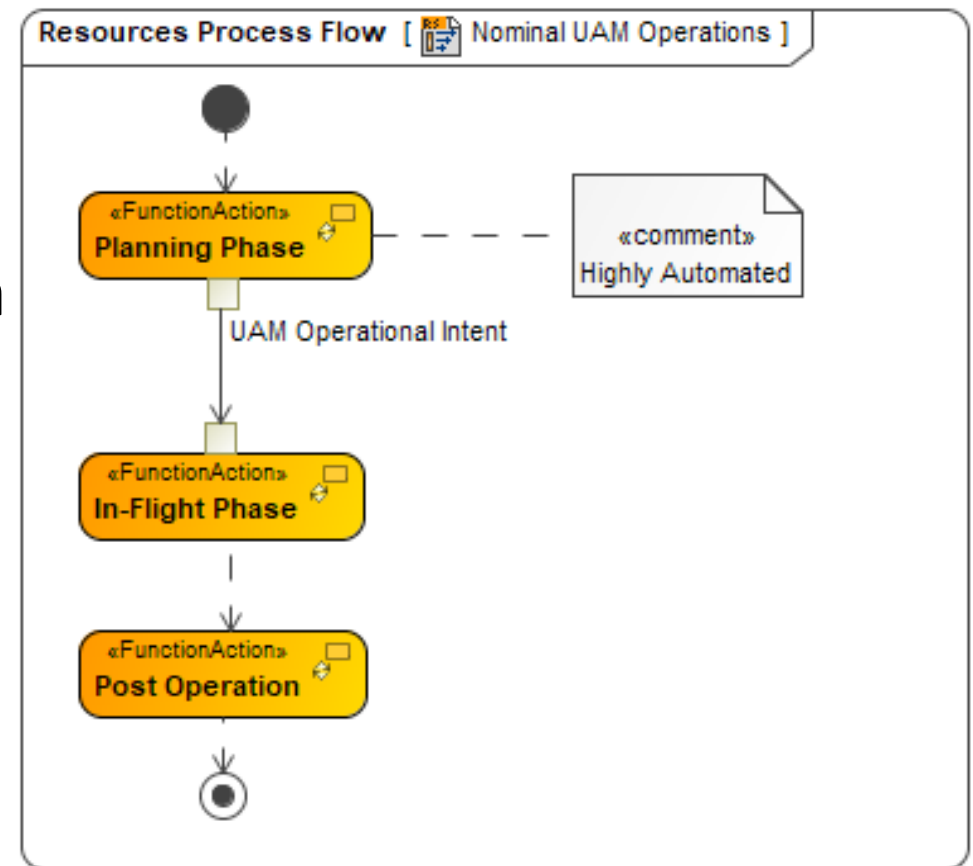 Resources Process Flow [ Nominal UAM Operations ]
«FunctionAction»
Planning Phase
«comment»
Highly Automated
UAM Operational Intent
«FunctionAction»
In-Flight Phase
«FunctionAction»
Post Operation